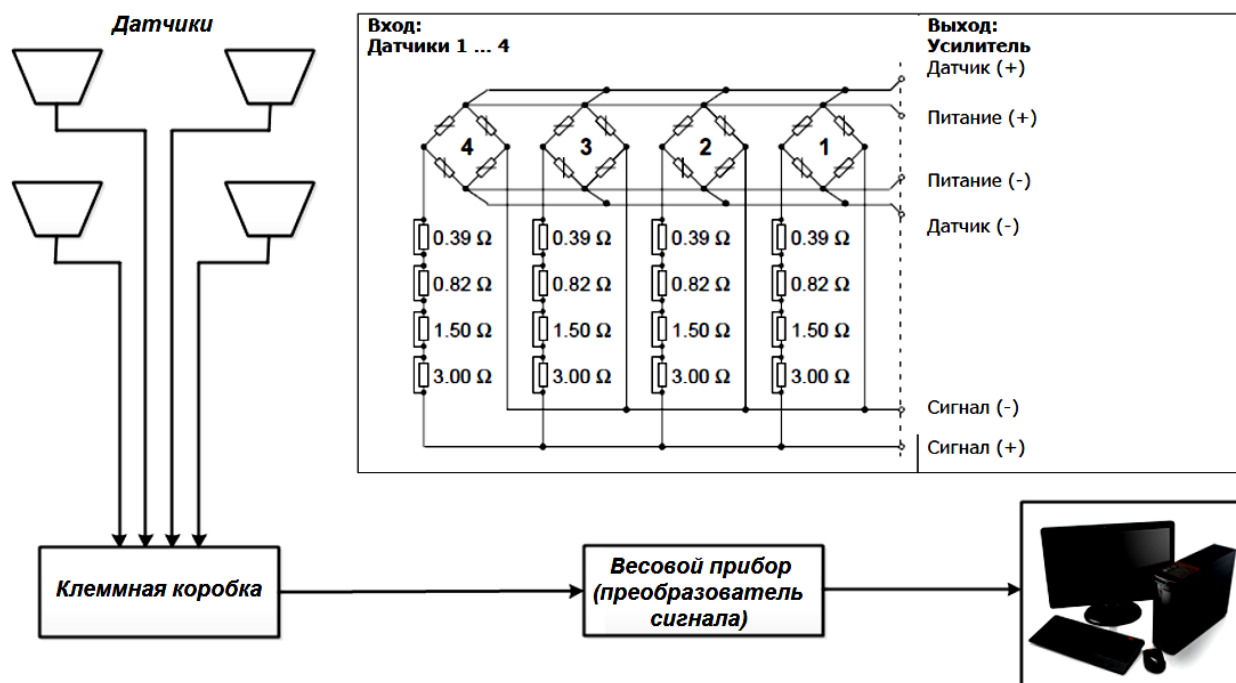 Датчики
Вход:
Датчики 1 ... 4
Выход:
Усилитель
Датчик (+)
Питание (+)
4 3 2 1
Питание (-)
Датчик (-)
0.39 Ω 0.39 Ω 0.39 Ω 0.39 Ω
0.82 Ω 0.82 Ω 0.82 Ω 0.82 Ω
1.50 Ω 1.50 Ω 1.50 Ω 1.50 Ω
3.00 Ω 3.00 Ω 3.00 Ω 3.00 Ω
Сигнал (-)
Сигнал (+)
Клеммная коробка
Весовой прибор
(преобразователь
сигнала)